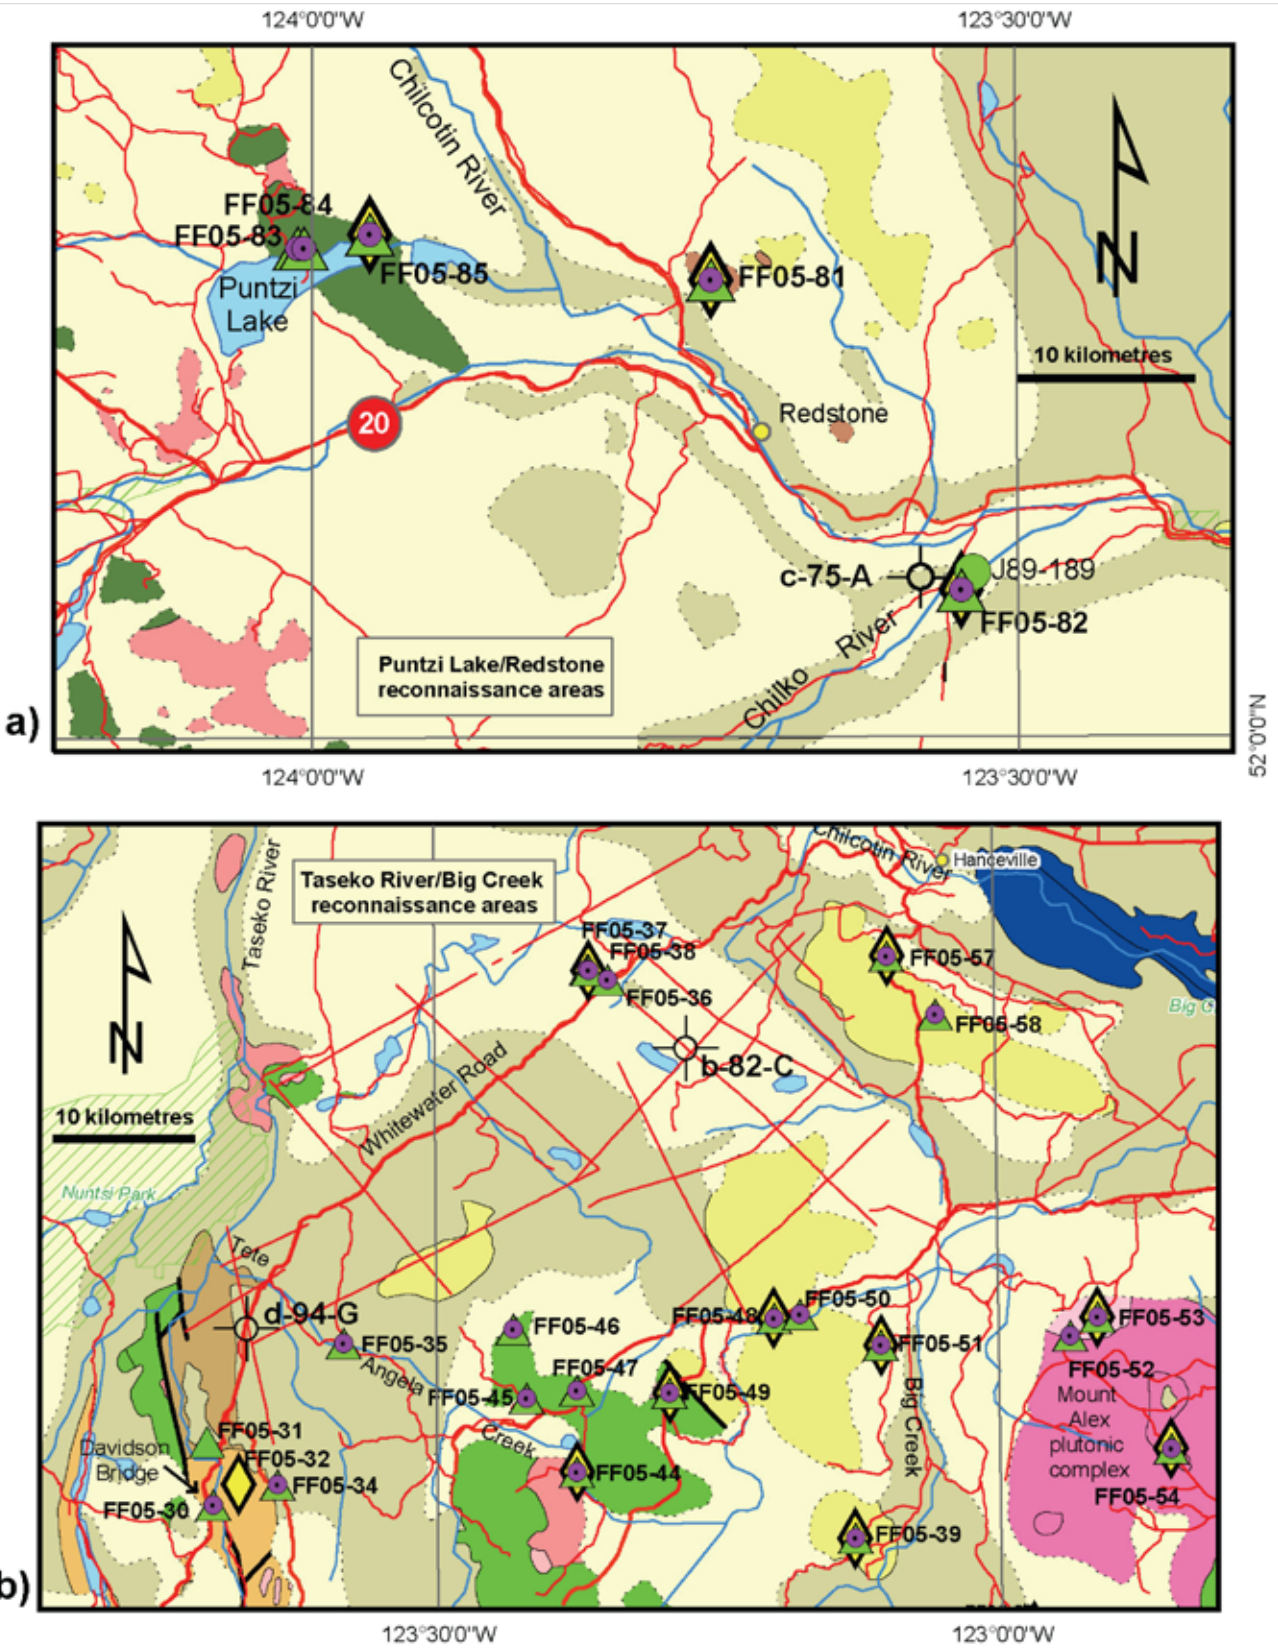 124°0'0"W
123°30'0"W
Chilcotin River
FF05-84
FF05-83
FF05-85
FF05-81
Puntzi
Lake
N
10 kilometres
20
Redstone
c-75-A
J89-189
FF05-82
Chilko River
Puntzi Lake/Redstone
reconnaissance areas
a)
52°0'0"N
124°0'0"W
123°30'0"W
Taseko River
Taseko River/Big Creek
reconnaissance areas
Chilcotin River
Hanceville
FF05-37
FF05-38
FF05-36
FF05-57
FF05-58
Big C
N
b-82-C
Whitewater Road
10 kilometres
Nuntsi Park
Tete
Angela
Creek
d-94-G
FF05-35
FF05-46
FF05-48
FF05-50
FF05-53
FF05-51
FF05-52
FF05-47
FF05-45
FF05-49
Mount
Alex
plutonic
complex
Big Creek
FF05-31
Davidson
Bridge
FF05-32
FF05-34
FF05-30
FF05-44
FF05-54
FF05-39
b)
123°30'0"W
123°0'0"W